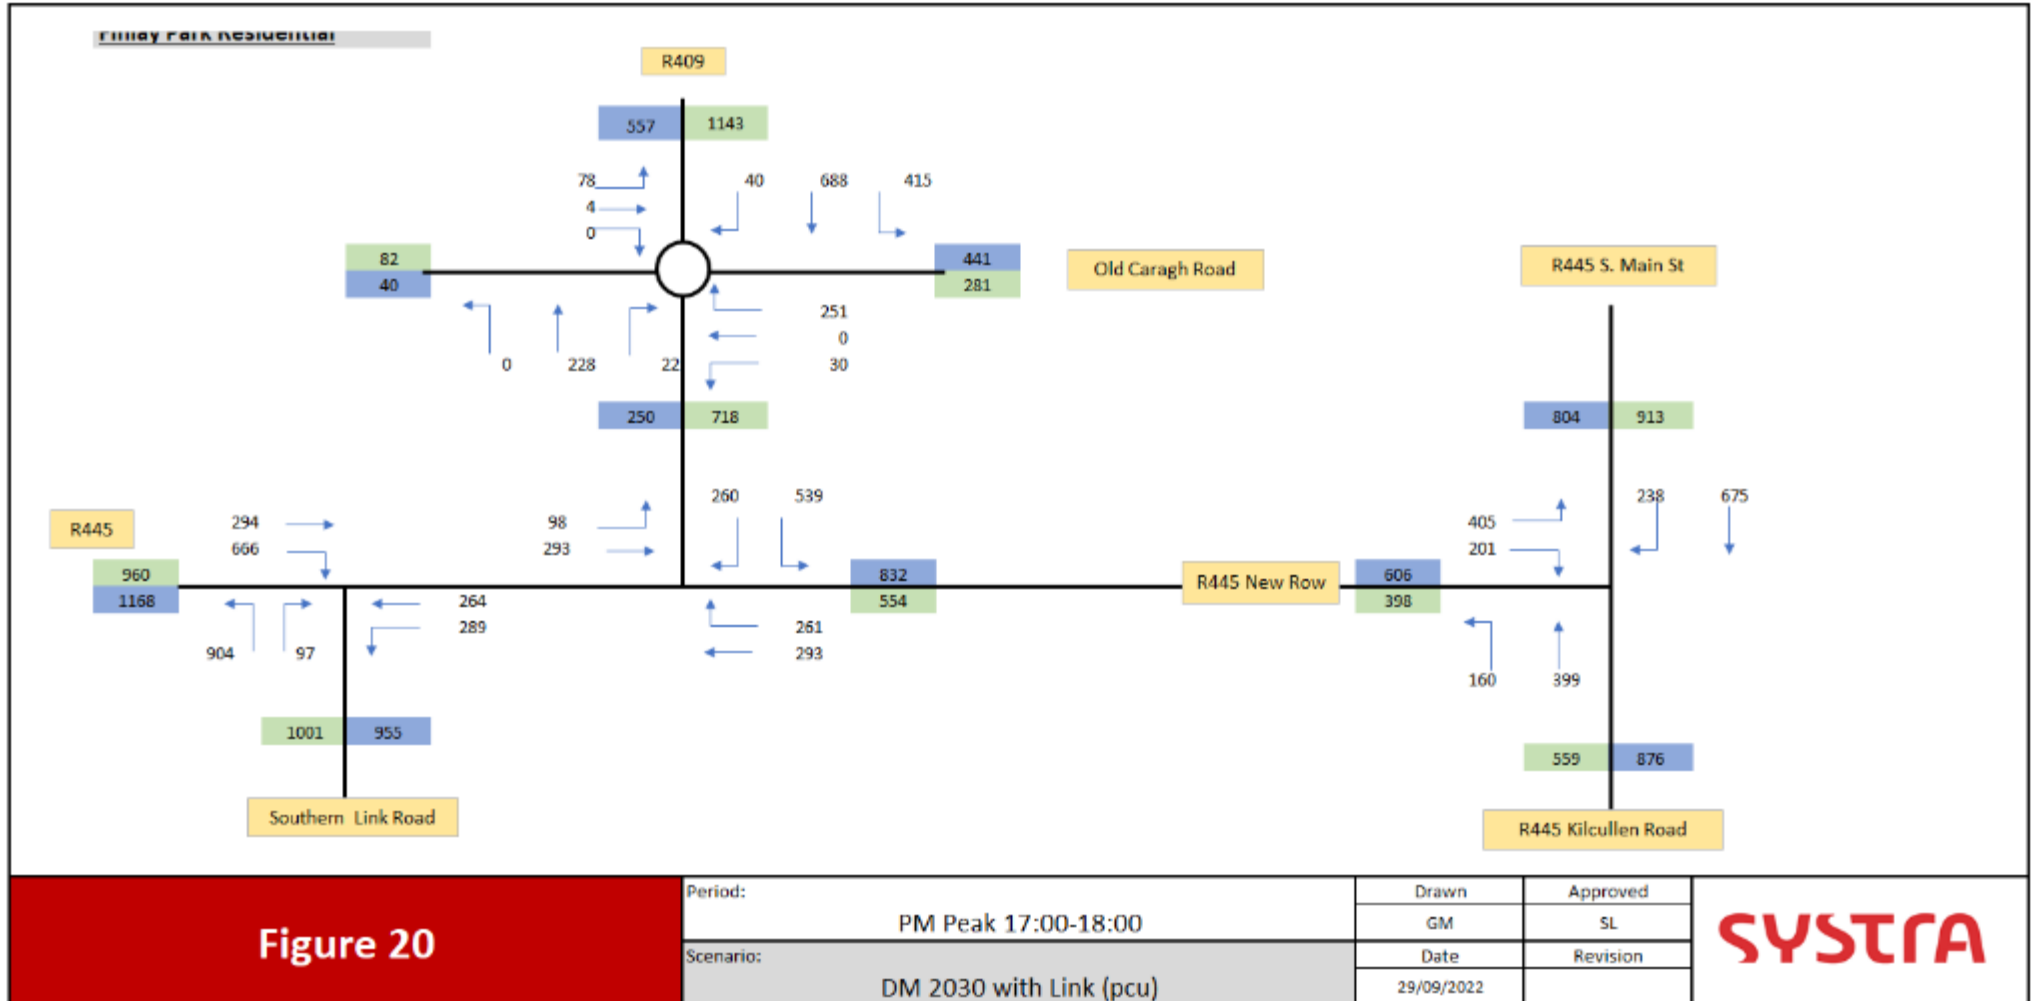 Finlay Park Residential
R409
557 1143
78 40 688 415
4
0
82 441
40 281
Old Caragh Road
R445 S. Main St
251
0
0 228 22 30
250 718
804 913
260 539
238 675
R445
294 98
666 293
405
201
960 832
1168 554
R445 New Row
606
398
264
289
261
293
904 97
160 399
1001 955
559 876
Southern Link Road
R445 Kilcullen Road
Figure 20
Period:
PM Peak 17:00-18:00
Scenario:
DM 2030 with Link (pcu)
Drawn Approved
GM SL
Date Revision
29/09/2022
SYSTRA